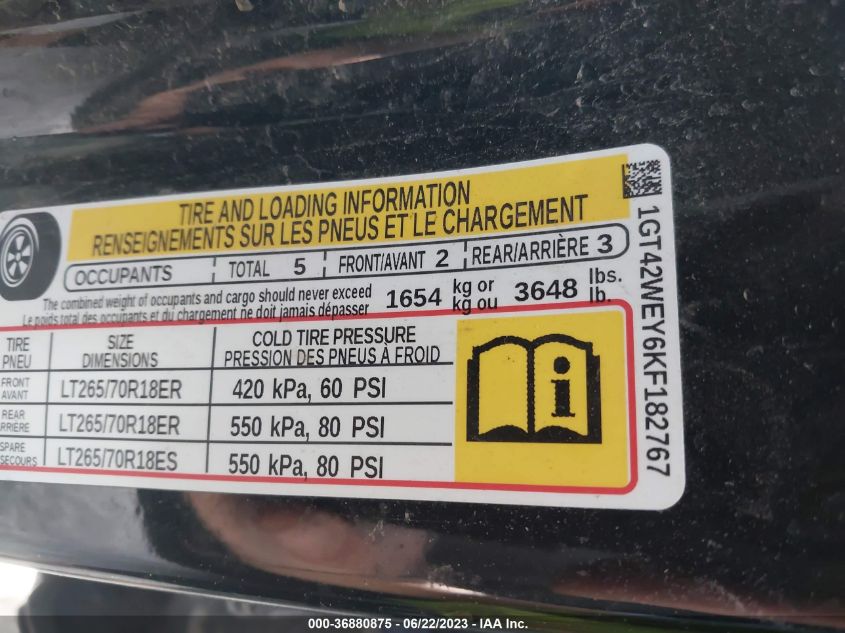 TIRE AND LOADING INFORMATION
RENSEIGNEMENTS SUR LES PNEUS ET LE CHARGEMENT
OCCUPANTS TOTAL 5 FRONT/AVANT 2 REAR/ARRIÈRE 3
The combined weight of occupants and cargo should never exceed 1654 kg or 3648 lbs.
Le poids total des occupants et du chargement ne doit jamais dépasser kg ou lb.
TIRE SIZE COLD TIRE PRESSURE
PNEU DIMENSIONS PRESSION DES PNEUS À FROID
FRONT
AVANT LT265/70R18ER 420 kPa, 60 PSI
REAR
ARRIÈRE LT265/70R18ER 550 kPa, 80 PSI
SPARE
SECOURS LT265/70R18ES 550 kPa, 80 PSI
1GT42WEY6KF182767
000-36880875 - 06/22/2023 - IAA Inc.